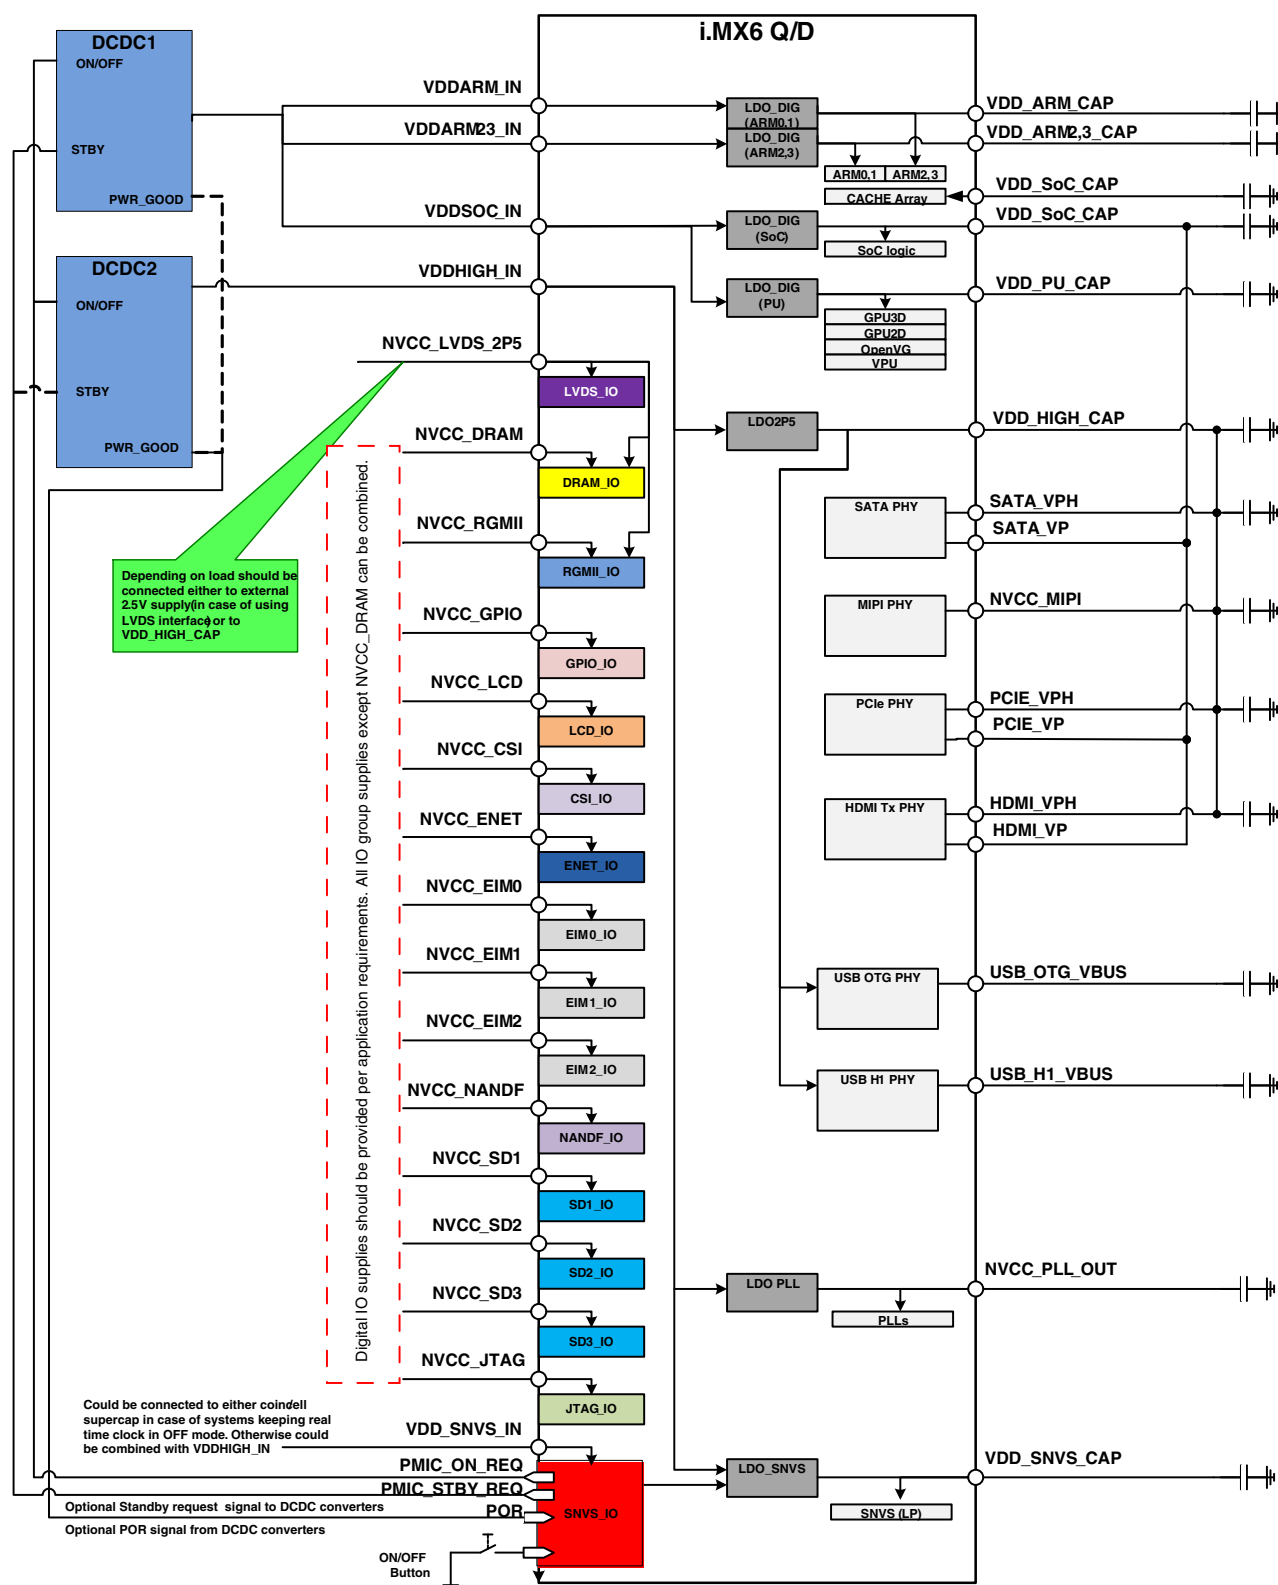 i.MX6 Q/D
DCDC1
ON/OFF
STBY
PWR_GOOD
DCDC2
ON/OFF
STBY
PWR_GOOD
VDDARM_IN
VDDARM23_IN
VDDSOC_IN
VDDHIGH_IN
NVCC_LVDS_2P5
LVDS_IO
NVCC_DRAM
DRAM_IO
NVCC_RGMII
RGMII_IO
NVCC_GPIO
GPIO_IO
NVCC_LCD
LCD_IO
NVCC_CSI
CSI_IO
NVCC_ENET
ENET_IO
NVCC_EIM0
EIM0_IO
NVCC_EIM1
EIM1_IO
NVCC_EIM2
EIM2_IO
NVCC_NANDF
NANDF_IO
NVCC_SD1
SD1_IO
NVCC_SD2
SD2_IO
NVCC_SD3
SD3_IO
NVCC_JTAG
JTAG_IO
VDD_SNVS_IN
PMIC_ON_REQ
PMIC_STBY_REQ
POR
SNVS_IO
Depending on load should be
connected either to external
2.5V supply(in case of using
LVDS interface) or to
VDD_HIGH_CAP
Digital IO supplies should be provided per application requirements. All IO group supplies except NVCC_DRAM can be combined.
Could be connected to either coin/cell
supercap in case of systems keeping real
time clock in OFF mode. Otherwise could
be combined with VDDHIGH_IN
Optional Standby request signal to DCDC converters
Optional POR signal from DCDC converters
ON/OFF
Button
LDO_DIG
(ARM0,1)
LDO_DIG
(ARM2,3)
ARM0,1
ARM2,3
CACHE Array
LDO_DIG
(SoC)
SoC logic
LDO_DIG
(PU)
GPU3D
GPU2D
OpenVG
VPU
LDO2P5
SATA PHY
MIPI PHY
PCIe PHY
HDMI Tx PHY
USB OTG PHY
USB H1 PHY
LDO PLL
PLLs
LDO_SNVS
SNVS (LP)
VDD_ARM_CAP
VDD_ARM2,3_CAP
VDD_SoC_CAP
VDD_SoC_CAP
VDD_PU_CAP
VDD_HIGH_CAP
SATA_VPH
SATA_VP
NVCC_MIPI
PCIE_VPH
PCIE_VP
HDMI_VPH
HDMI_VP
USB_OTG_VBUS
USB_H1_VBUS
NVCC_PLL_OUT
VDD_SNVS_CAP